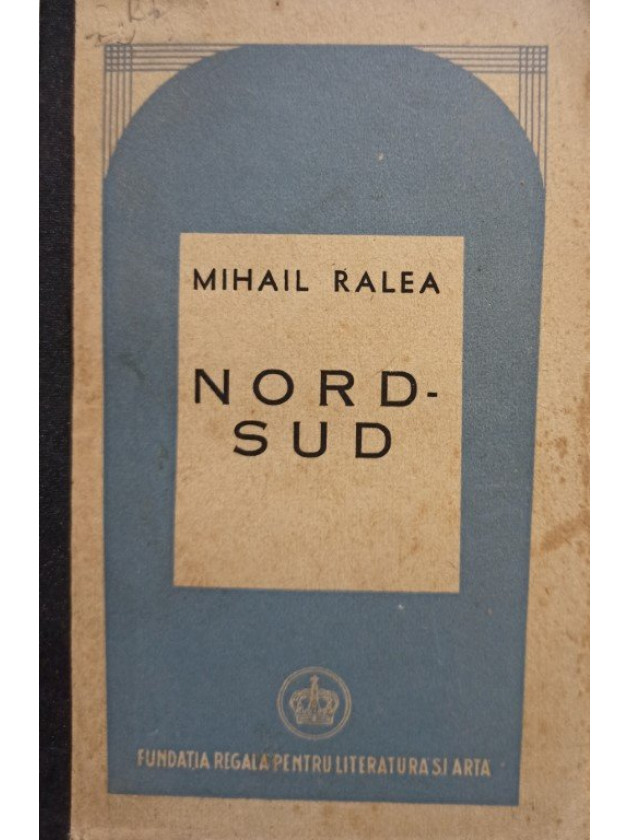 MIHAIL RALEA
NORD-
SUD
FUNDAȚIA REGALĂ PENTRU LITERATURĂ ȘI ARTĂ